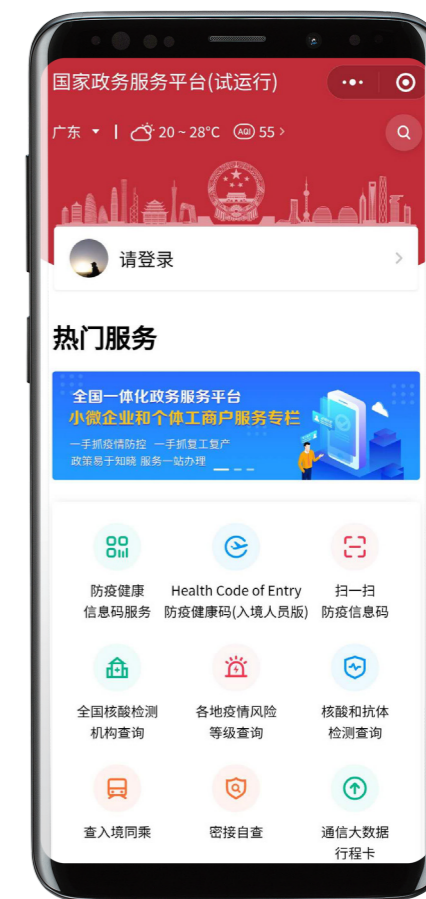 国家政务服务平台(试运行)
广东 20~28°C AQI 55
请登录
热门服务
全国一体化政务服务平台
小微企业和个体工商户服务专栏
一手抓疫情防控 一手抓复工复产
政策易于知晓 服务一站办理
防疫健康
信息码服务
Health Code of Entry
防疫健康码(入境人员版)
扫一扫
防疫信息码
全国核酸检测
机构查询
各地疫情风险
等级查询
核酸和抗体
检测查询
查入境同乘
密接自查
通信大数据
行程卡